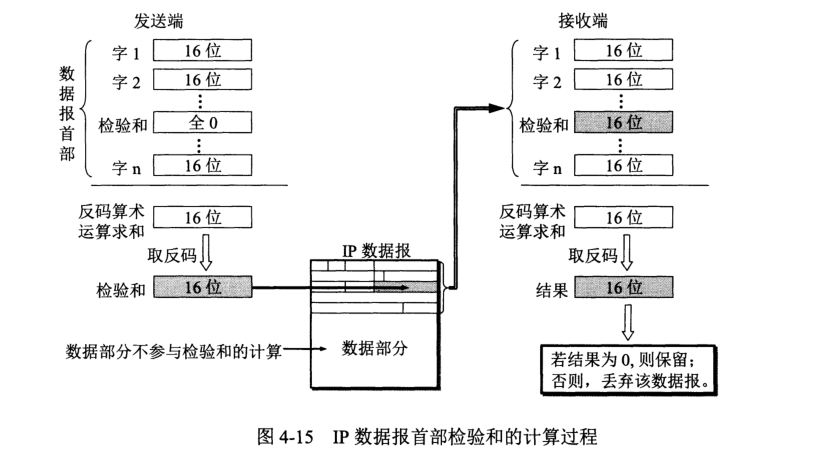 发送端
数据报首部
字 1 16 位
字 2 16 位
检验和 全 0
字 n 16 位
反码算术
运算求和 16 位
取反码
检验和 16 位
数据部分不参与检验和的计算
IP 数据报
数据部分
接收端
字 1 16 位
字 2 16 位
检验和 16 位
字 n 16 位
反码算术
运算求和 16 位
取反码
结果 16 位
若结果为 0, 则保留；
否则，丢弃该数据报。
图 4-15 IP 数据报首部检验和的计算过程